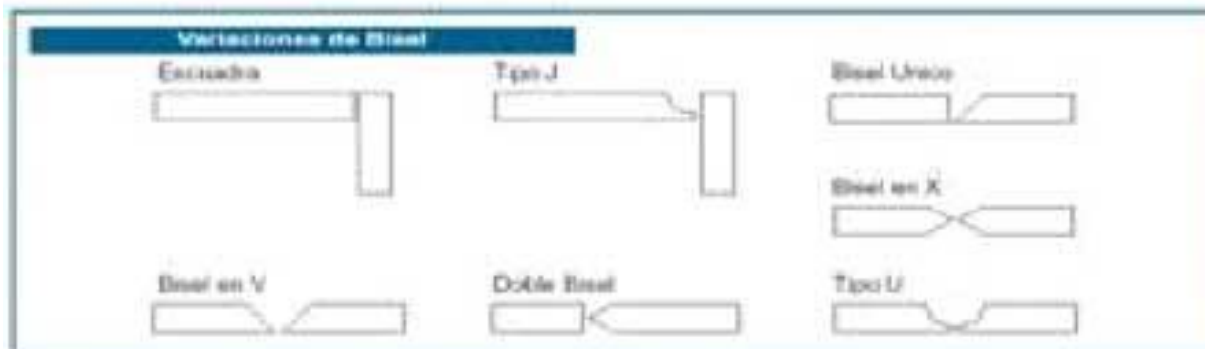 Variaciones de Bisel
Escuadra
Tipo J
Bisel Unico
Bisel en X
Bisel en V
Doble Bisel
Tipo U